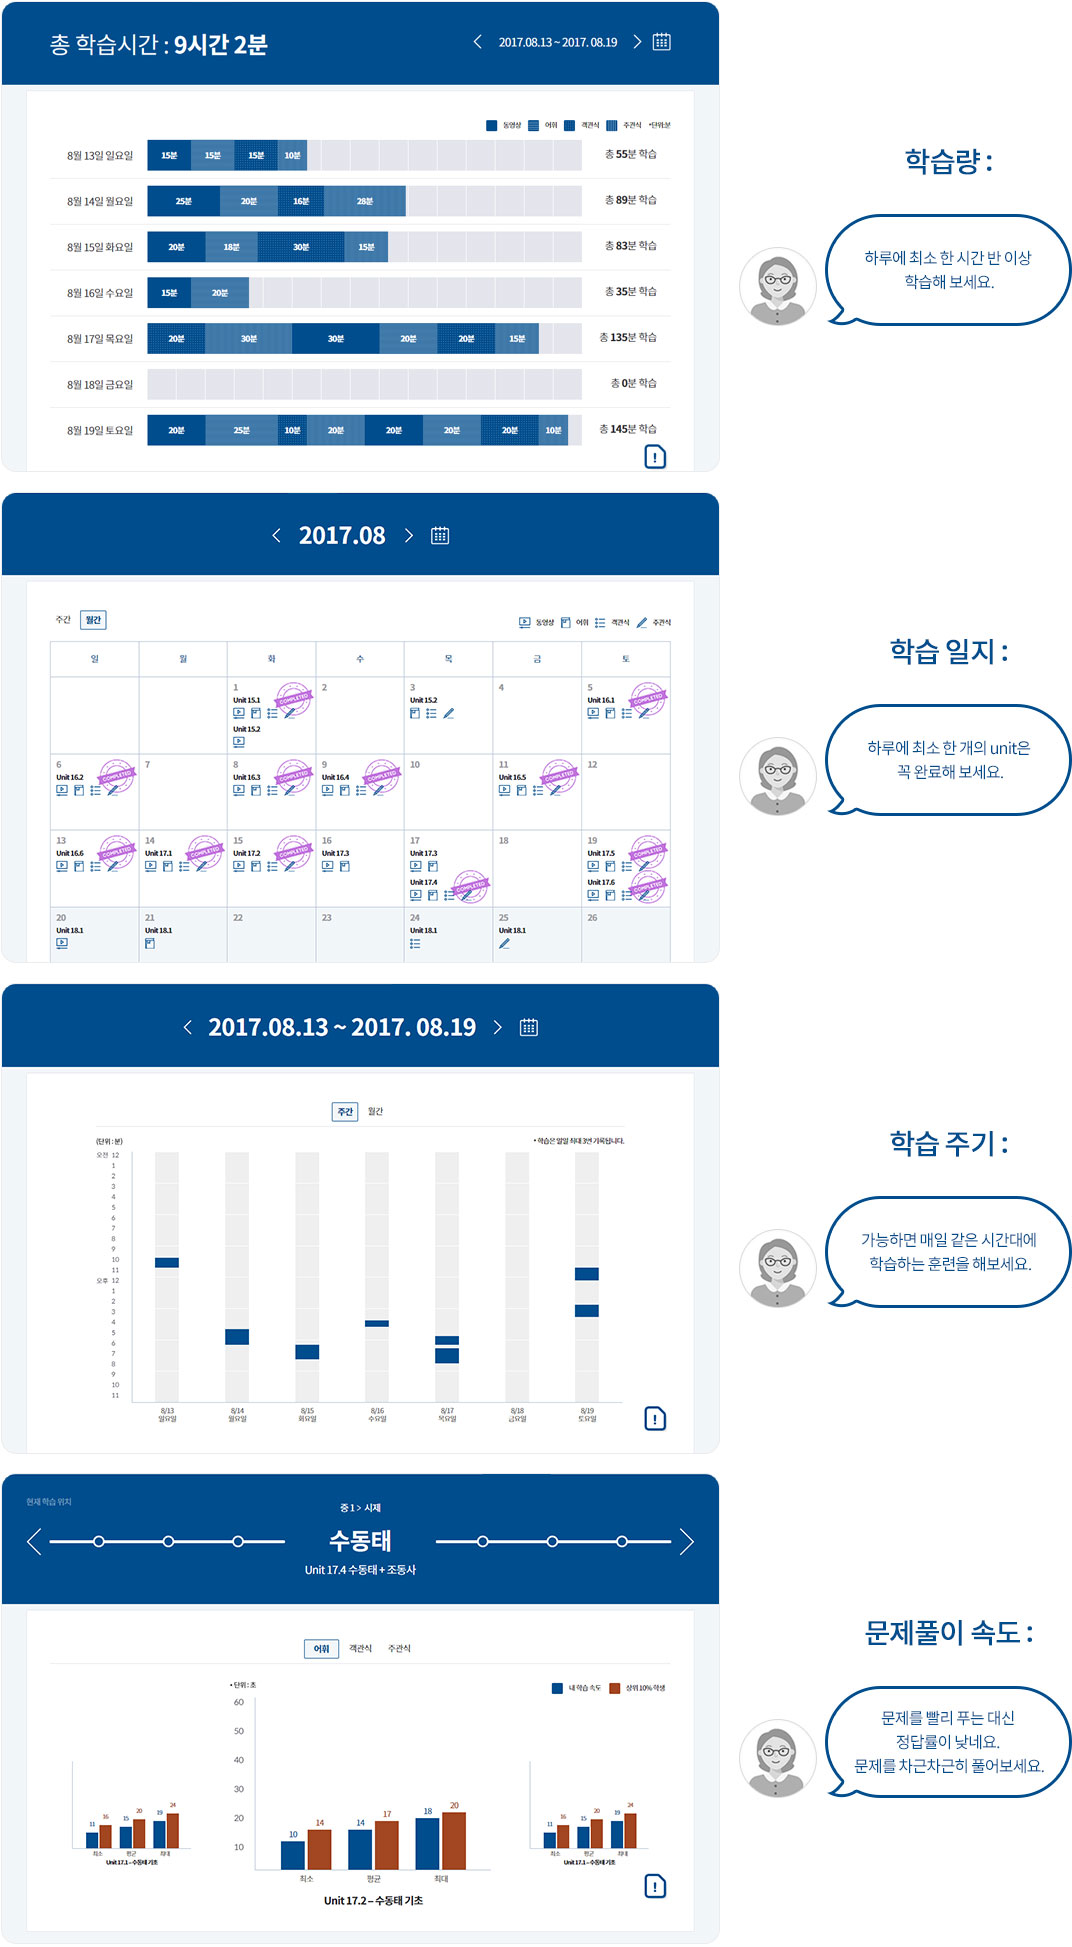 총 학습시간 : 9시간 2분
2017.08.13 ~ 2017. 08.19
동영상 어휘 객관식 주관식 *단위:분
8월 13일 일요일 15분 15분 15분 10분 총 55분 학습
8월 14일 월요일 25분 20분 16분 28분 총 89분 학습
8월 15일 화요일 20분 18분 30분 15분 총 83분 학습
8월 16일 수요일 15분 20분 총 35분 학습
8월 17일 목요일 20분 30분 30분 20분 20분 15분 총 135분 학습
8월 18일 금요일 총 0분 학습
8월 19일 토요일 20분 25분 10분 20분 20분 20분 20분 10분 총 145분 학습
!
학습량 :
하루에 최소 한 시간 반 이상
학습해 보세요.
2017.08
주간 월간
동영상 어휘 객관식 주관식
일 월 화 수 목 금 토
1 2 3 4 5
Unit 15.1 COMPLETED Unit 15.2 Unit 16.1 COMPLETED
Unit 15.2
6 7 8 9 10 11 12
Unit 16.2 COMPLETED Unit 16.3 COMPLETED Unit 16.4 COMPLETED Unit 16.5 COMPLETED
13 14 15 16 17 18 19
Unit 16.6 COMPLETED Unit 17.1 COMPLETED Unit 17.2 COMPLETED Unit 17.3 Unit 17.3 Unit 17.5 COMPLETED
Unit 17.4 COMPLETED Unit 17.6 COMPLETED
20 21 22 23 24 25 26
Unit 18.1 Unit 18.1 Unit 18.1 Unit 18.1
학습 일지 :
하루에 최소 한 개의 unit은
꼭 완료해 보세요.
2017.08.13 ~ 2017. 08.19
주간 월간
(단위 : 분)
• 학습은 일일 최대 3번 기록됩니다.
오전 12
1
2
3
4
5
6
7
8
9
10
11
오후 12
1
2
3
4
5
6
7
8
9
10
11
8/13 8/14 8/15 8/16 8/17 8/18 8/19
일요일 월요일 화요일 수요일 목요일 금요일 토요일
!
학습 주기 :
가능하면 매일 같은 시간대에
학습하는 훈련을 해보세요.
현재 학습 위치
중1 > 시제
수동태
Unit 17.4 수동태 + 조동사
어휘 객관식 주관식
• 단위 : 초
내 학습 속도 상위 10% 학생
60
50
40
30
20
10
10 14 14 17 18 20
최소 평균 최대
Unit 17.2 – 수동태 기초
11 16 15 20 19 24
최소 평균 최대
Unit 17.1 – 수동태 기초
11 16 15 20 19 24
최소 평균 최대
Unit 17.1 – 수동태 기초
!
문제풀이 속도 :
문제를 빨리 푸는 대신
정답률이 낮네요.
문제를 차근차근히 풀어보세요.